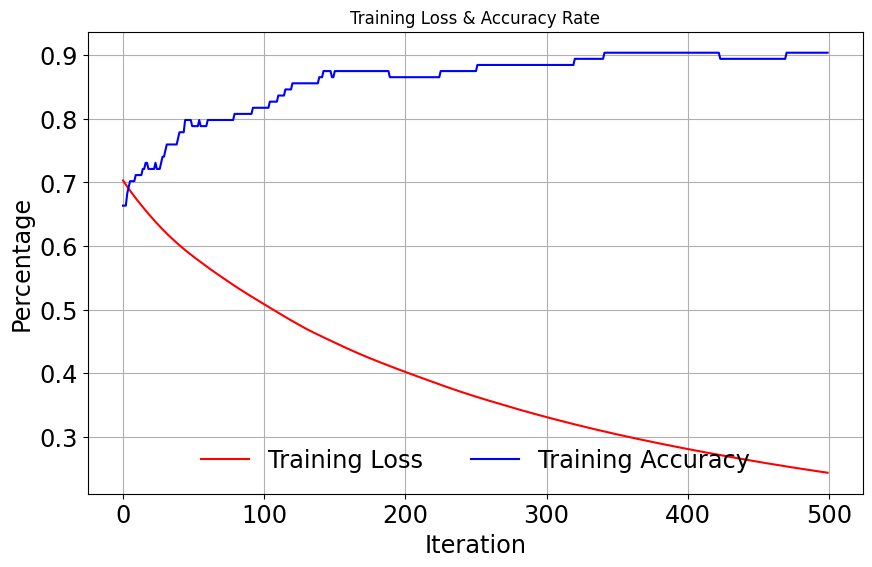 Training Loss & Accuracy Rate
Percentage
0.9
0.8
0.7
0.6
0.5
0.4
0.3
Training Loss Training Accuracy
0 100 200 300 400 500
Iteration